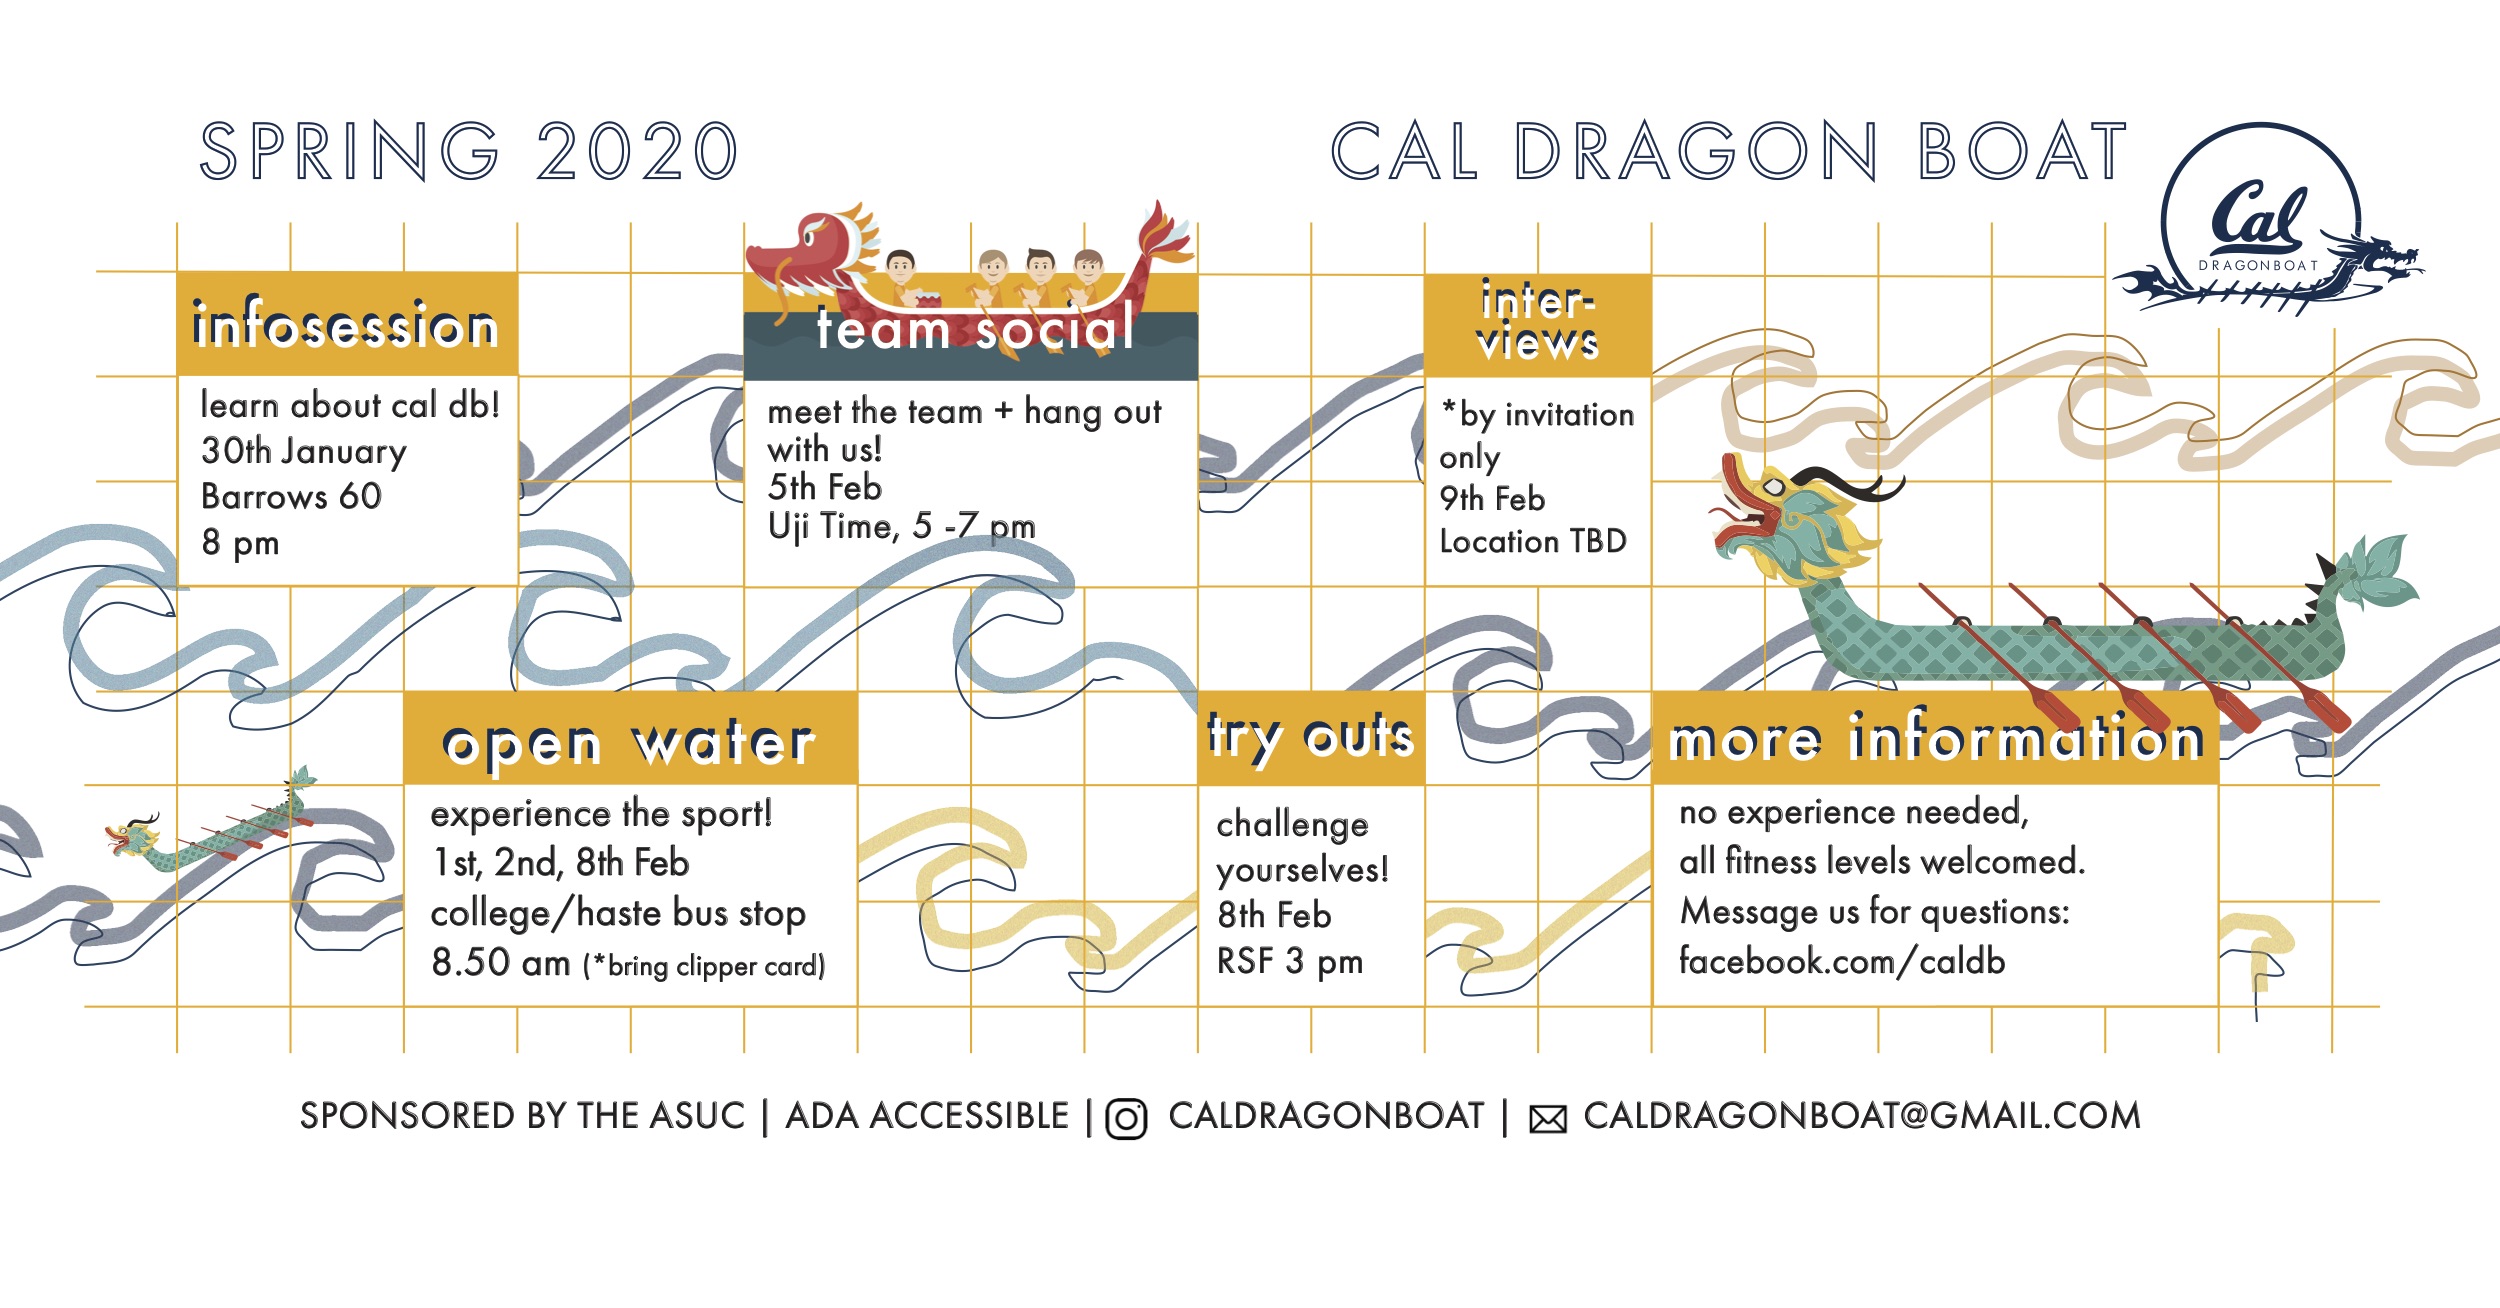 SPRING 2020
CAL DRAGON BOAT
Cal
DRAGONBOAT
infosession
learn about cal db!
30th January
Barrows 60
8 pm
team social
meet the team + hang out
with us!
5th Feb
Uji Time, 5 -7 pm
inter-
views
*by invitation
only
9th Feb
Location TBD
open water
experience the sport!
1st, 2nd, 8th Feb
college/haste bus stop
8.50 am (*bring clipper card)
try outs
challenge
yourselves!
8th Feb
RSF 3 pm
more information
no experience needed,
all fitness levels welcomed.
Message us for questions:
facebook.com/caldb
SPONSORED BY THE ASUC | ADA ACCESSIBLE | CALDRAGONBOAT | CALDRAGONBOAT@GMAIL.COM